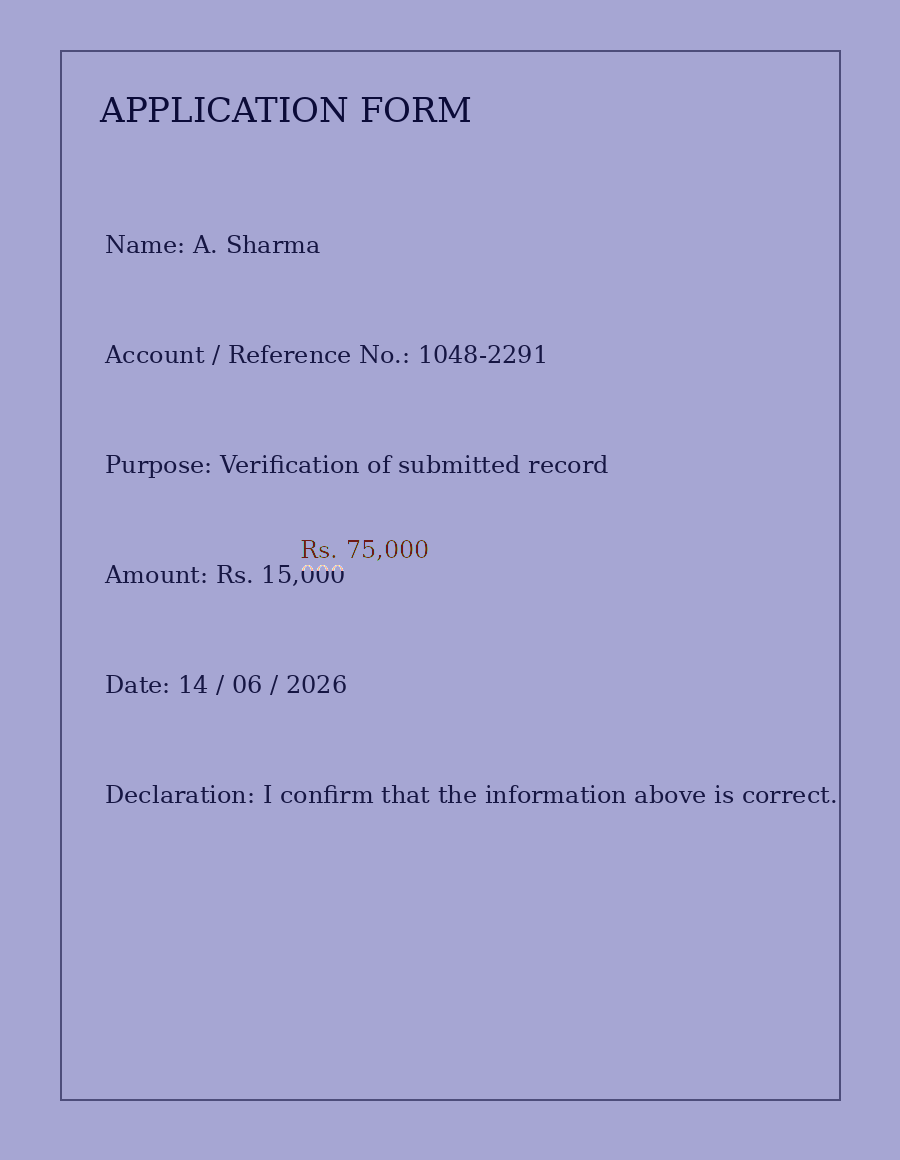 APPLICATION FORM
Name: A. Sharma
Account / Reference No.: 1048-2291
Purpose: Verification of submitted record
Rs. 75,000
Amount: Rs. 15,000
Date: 14 / 06 / 2026
Declaration: I confirm that the information above is correct.